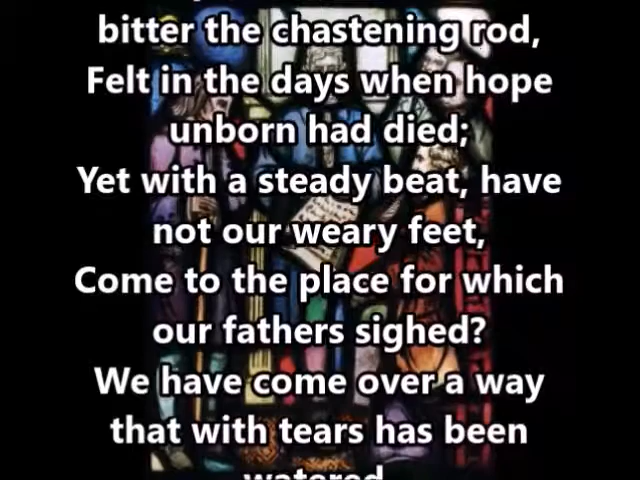 bitter the chastening rod,
Felt in the days when hope
unborn had died;
Yet with a steady beat, have
not our weary feet,
Come to the place for which
our fathers sighed?
We have come over a way
that with tears has been
watered